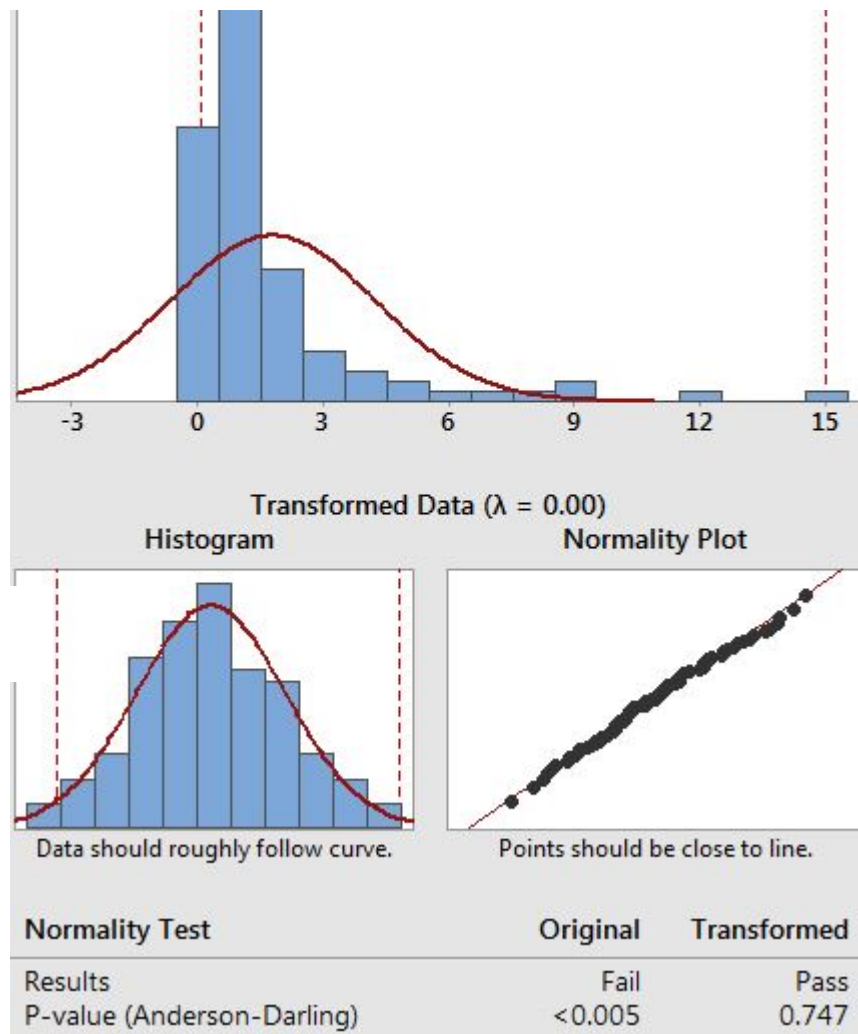 -3 0 3 6 9 12 15
Transformed Data (λ = 0.00)
Histogram
Normality Plot
Data should roughly follow curve.
Points should be close to line.
Normality Test Original Transformed
Results Fail Pass
P-value (Anderson-Darling) <0.005 0.747